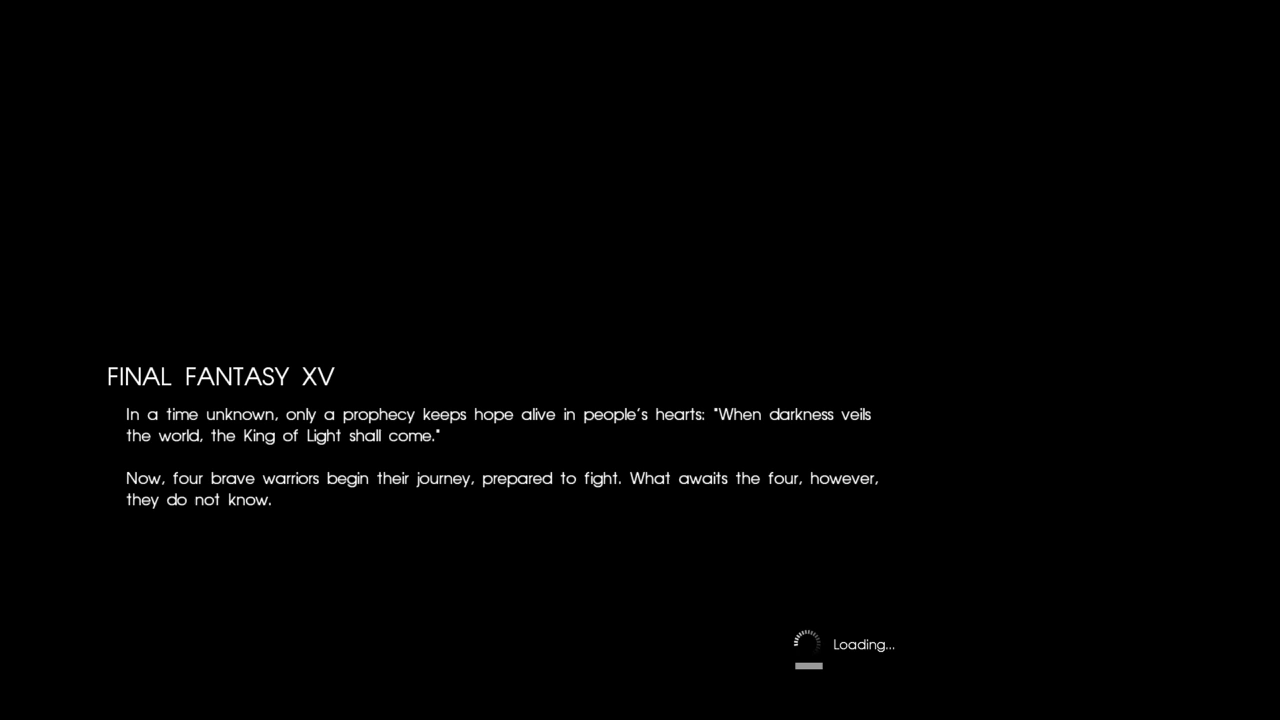 FINAL FANTASY XV
In a time unknown, only a prophecy keeps hope alive in people's hearts: "When darkness veils
the world, the King of Light shall come."
Now, four brave warriors begin their journey, prepared to fight. What awaits the four, however,
they do not know.
Loading...